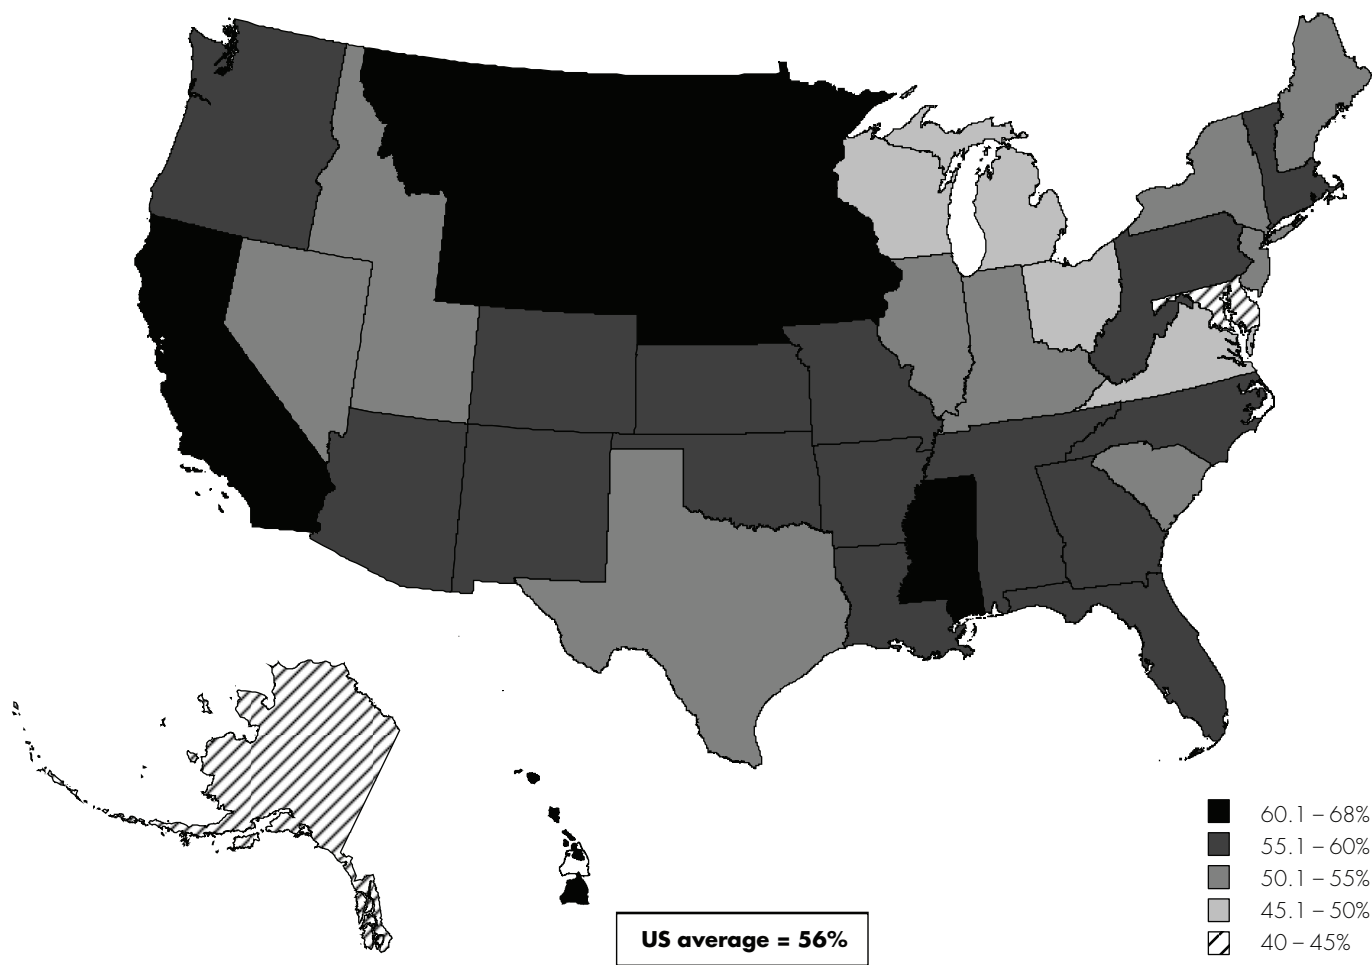 60.1 – 68%
55.1 – 60%
50.1 – 55%
45.1 – 50%
40 – 45%
US average = 56%